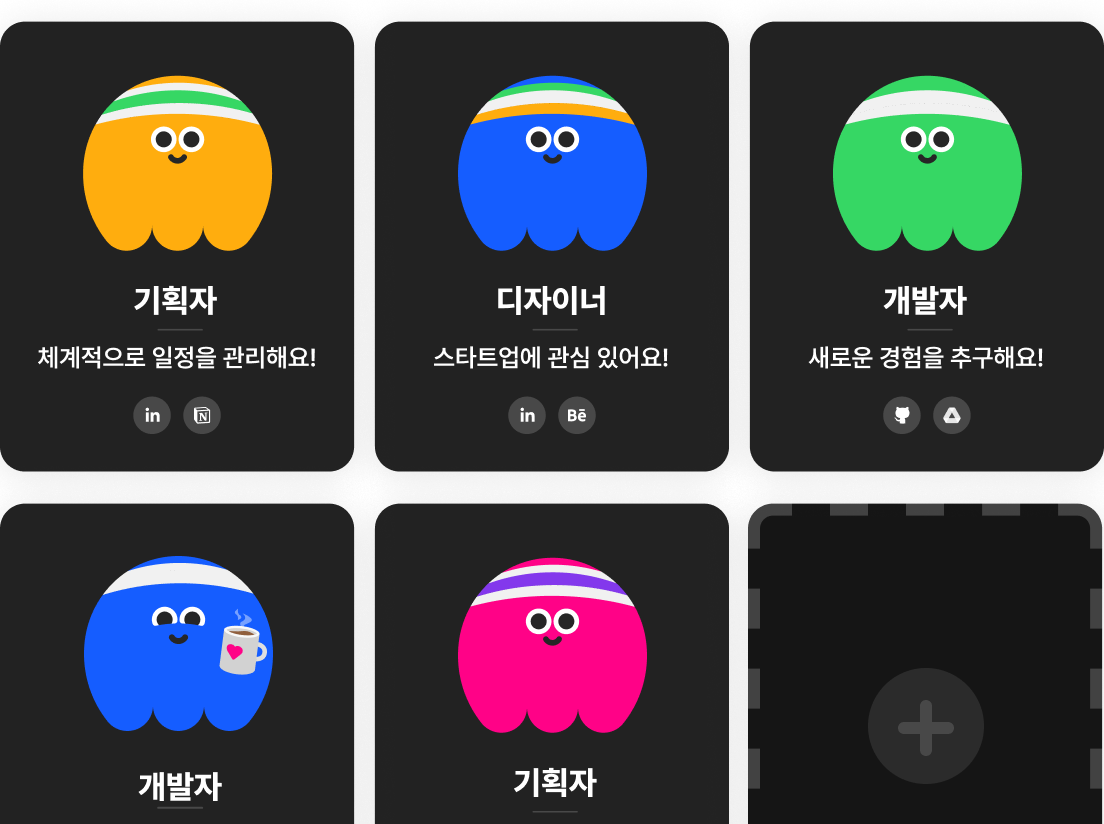 기획자
체계적으로 일정을 관리해요!
in
N
디자이너
스타트업에 관심 있어요!
in
Bē
개발자
새로운 경험을 추구해요!
개발자
기획자